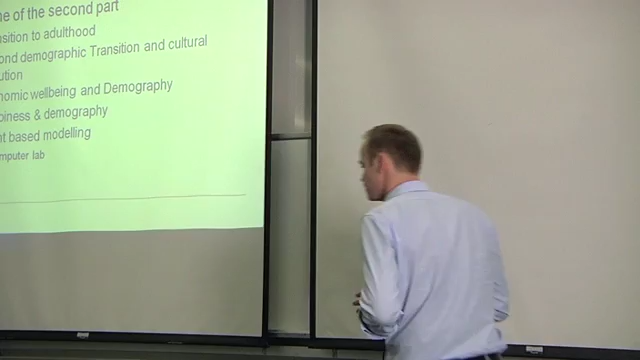 ne of the second part
sition to adulthood
ond demographic Transition and cultural
ution
nomic wellbeing and Demography
piness & demography
nt based modelling
mputer lab